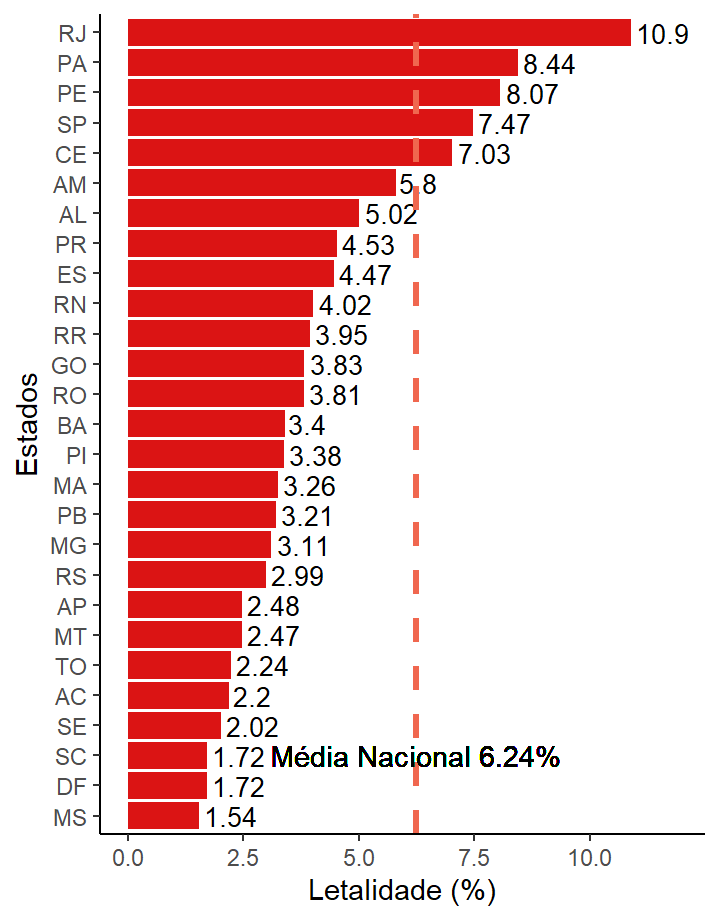 RJ 10.9
PA 8.44
PE 8.07
SP 7.47
CE 7.03
AM 5.8
AL 5.02
PR 4.53
ES 4.47
RN 4.02
RR 3.95
GO 3.83
RO 3.81
BA 3.4
PI 3.38
MA 3.26
PB 3.21
MG 3.11
RS 2.99
AP 2.48
MT 2.47
TO 2.24
AC 2.2
SE 2.02
SC 1.72 Média Nacional 6.24%
DF 1.72
MS 1.54
Estados
0.0 2.5 5.0 7.5 10.0
Letalidade (%)